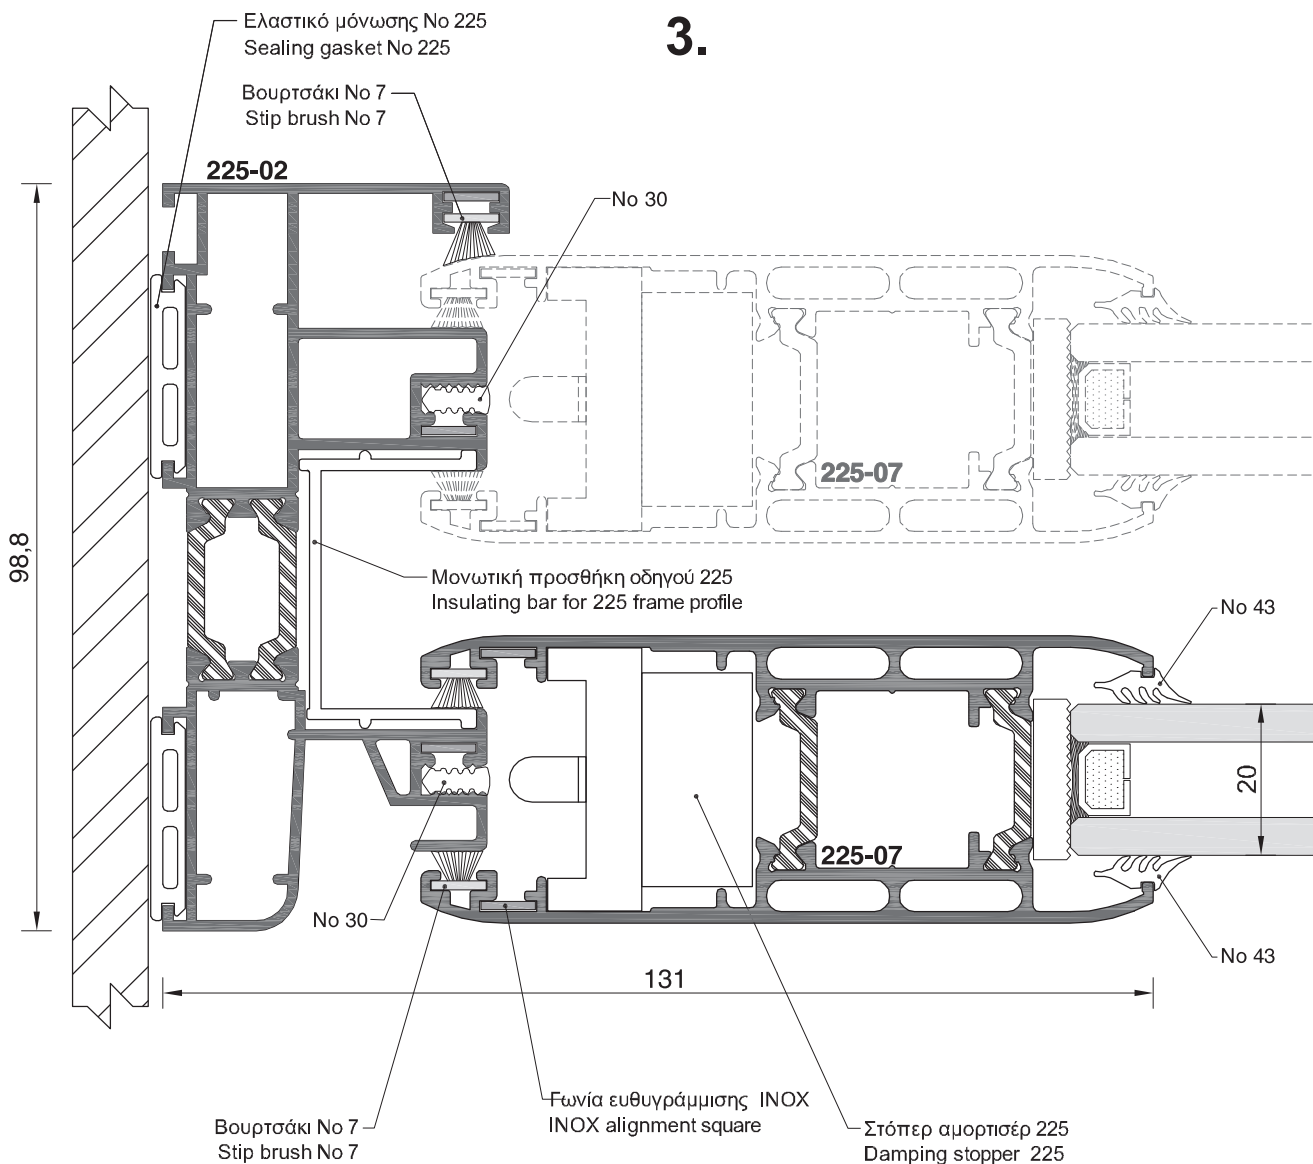 Ελαστικό μόνωσης No 225
Sealing gasket No 225
3.
Βουρτσάκι No 7
Stip brush No 7
225-02
No 30
225-07
98,8
Μονωτική προσθήκη οδηγού 225
Insulating bar for 225 frame profile
No 43
20
225-07
No 30
No 43
131
Γωνία ευθυγράμμισης INOX
INOX alignment square
Βουρτσάκι No 7
Stip brush No 7
Στόπερ αμορτισέρ 225
Damping stopper 225